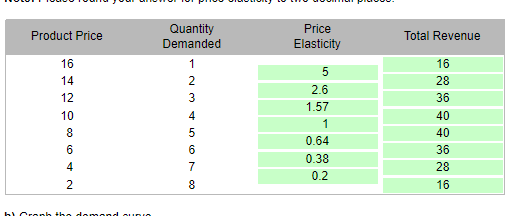 Note: Please round your answer for price elasticity to two decimal places.
Product Price Quantity Demanded Price Elasticity Total Revenue
16 1 16
5
14 2 28
2.6
12 3 36
1.57
10 4 40
1
8 5 40
0.64
6 6 36
0.38
4 7 28
0.2
2 8 16
b) Graph the demand curve